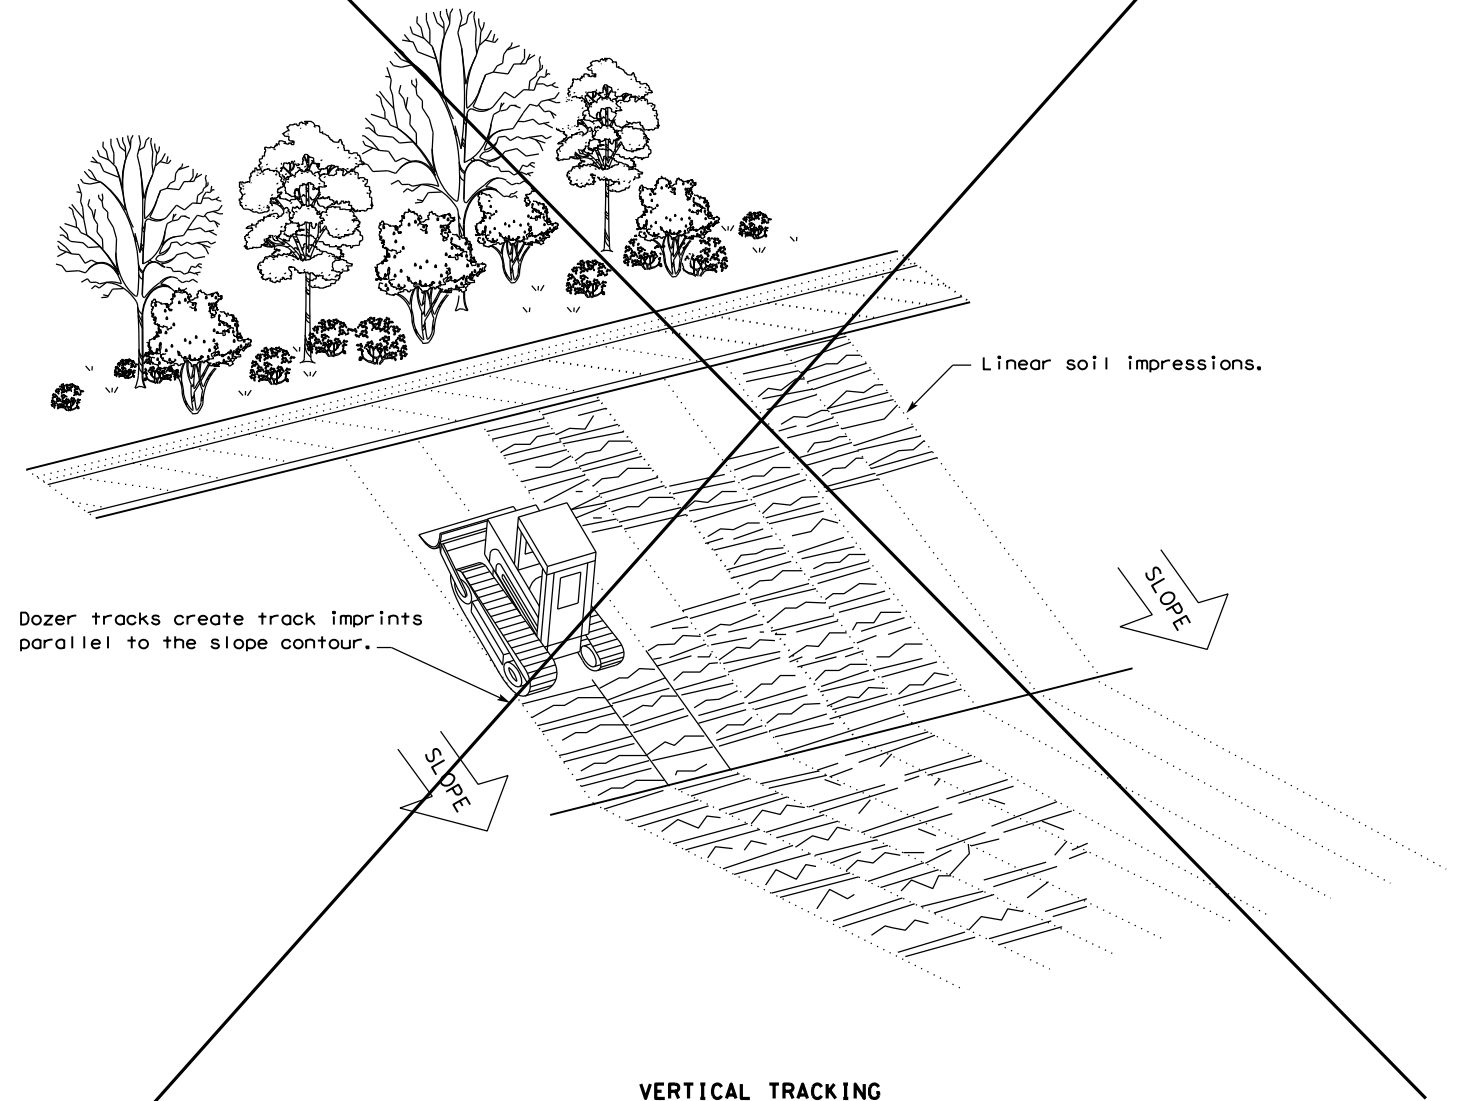 Linear soil impressions.
SLOPE
Dozer tracks create track imprints
parallel to the slope contour.
SLOPE
VERTICAL TRACKING